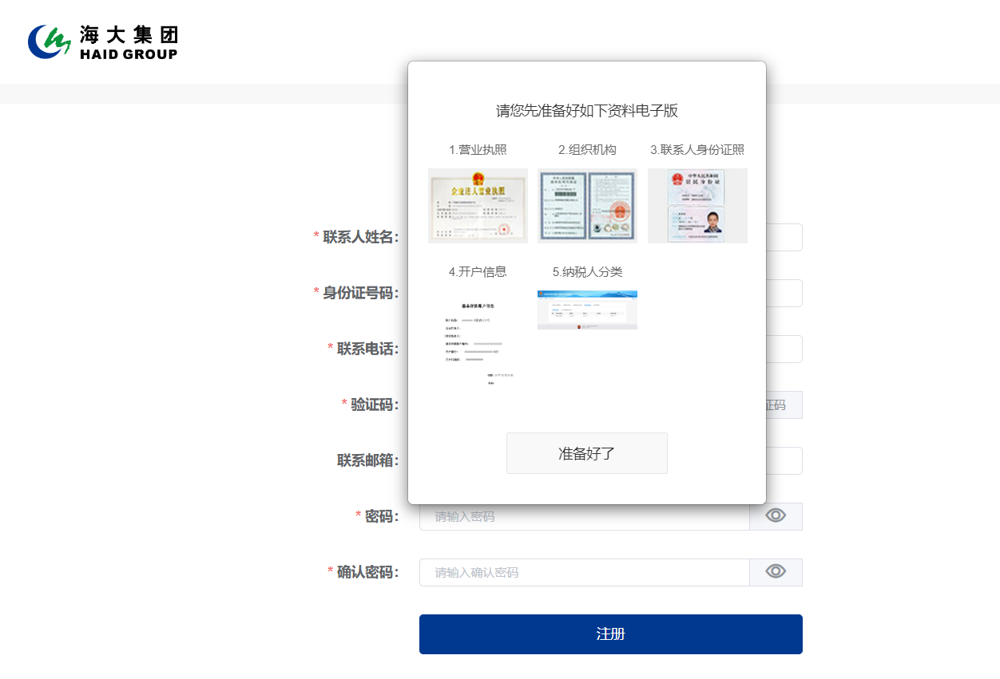 海大集团
HAID GROUP
请您先准备好如下资料电子版
1.营业执照
2.组织机构
3.联系人身份证照
企业法人营业执照
中华人民共和国
居民身份证
4.开户信息
5.纳税人分类
基本存款账户信息
准备好了
* 联系人姓名：
* 身份证号码：
* 联系电话：
* 验证码：
证码
联系邮箱：
* 密码：
请输入密码
* 确认密码：
请输入确认密码
注册